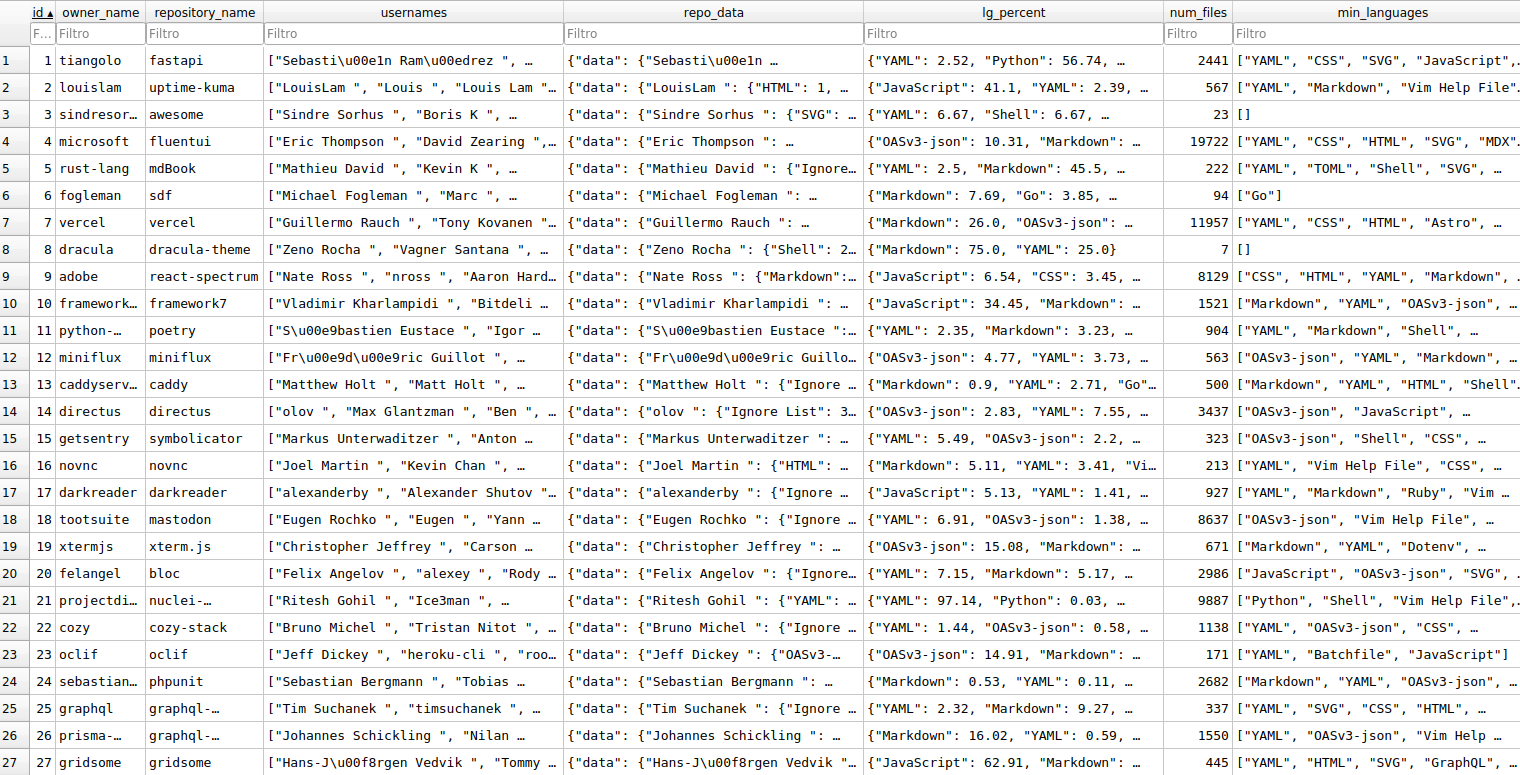 id ▴ owner_name repository_name usernames repo_data lg_percent num_files min_languages
F... Filtro Filtro Filtro Filtro Filtro Filtro Filtro
1 1 tiangolo fastapi ["Sebasti\u00e1n Ram\u00edrez ", … {"data": {"Sebasti\u00e1n … {"YAML": 2.52, "Python": 56.74, … 2441 ["YAML", "CSS", "SVG", "JavaScript",…
2 2 louislam uptime-kuma ["LouisLam ", "Louis ", "Louis Lam "… {"data": {"LouisLam ": {"HTML": 1, … {"JavaScript": 41.1, "YAML": 2.39, … 567 ["YAML", "Markdown", "Vim Help File"…
3 3 sindresor… awesome ["Sindre Sorhus ", "Boris K ", … {"data": {"Sindre Sorhus ": {"SVG": … {"YAML": 6.67, "Shell": 6.67, … 23 []
4 4 microsoft fluentui ["Eric Thompson ", "David Zearing ",… {"data": {"Eric Thompson ": … {"OASv3-json": 10.31, "Markdown": … 19722 ["YAML", "CSS", "HTML", "SVG", "MDX"…
5 5 rust-lang mdBook ["Mathieu David ", "Kevin K ", … {"data": {"Mathieu David ": {"Ignore… {"YAML": 2.5, "Markdown": 45.5, … 222 ["YAML", "TOML", "Shell", "SVG", …
6 6 fogleman sdf ["Michael Fogleman ", "Marc ", … {"data": {"Michael Fogleman ": … {"Markdown": 7.69, "Go": 3.85, … 94 ["Go"]
7 7 vercel vercel ["Guillermo Rauch ", "Tony Kovanen "… {"data": {"Guillermo Rauch ": … {"Markdown": 26.0, "OASv3-json": … 11957 ["YAML", "CSS", "HTML", "Astro", …
8 8 dracula dracula-theme ["Zeno Rocha ", "Vagner Santana ", … {"data": {"Zeno Rocha ": {"Shell": 2… {"Markdown": 75.0, "YAML": 25.0} 7 []
9 9 adobe react-spectrum ["Nate Ross ", "nross ", "Aaron Hard… {"data": {"Nate Ross ": {"Markdown":… {"JavaScript": 6.54, "CSS": 3.45, … 8129 ["CSS", "HTML", "YAML", "Markdown", …
10 10 framework… framework7 ["Vladimir Kharlampidi ", "Bitdeli … {"data": {"Vladimir Kharlampidi ": … {"JavaScript": 34.45, "Markdown": … 1521 ["Markdown", "YAML", "OASv3-json", …
11 11 python-… poetry ["S\u00e9bastien Eustace ", "Igor … {"data": {"S\u00e9bastien Eustace ":… {"YAML": 2.35, "Markdown": 3.23, … 904 ["YAML", "Markdown", "Shell", …
12 12 miniflux miniflux ["Fr\u00e9d\u00e9ric Guillot ", … {"data": {"Fr\u00e9d\u00e9ric Guillo… {"OASv3-json": 4.77, "YAML": 3.73, … 563 ["OASv3-json", "YAML", "Markdown", …
13 13 caddyserv… caddy ["Matthew Holt ", "Matt Holt ", … {"data": {"Matthew Holt ": {"Ignore … {"Markdown": 0.9, "YAML": 2.71, "Go"… 500 ["Markdown", "YAML", "HTML", "Shell"…
14 14 directus directus ["olov ", "Max Glantzman ", "Ben ", … {"data": {"olov ": {"Ignore List": 3… {"OASv3-json": 2.83, "YAML": 7.55, … 3437 ["OASv3-json", "JavaScript", …
15 15 getsentry symbolicator ["Markus Unterwaditzer ", "Anton … {"data": {"Markus Unterwaditzer ": … {"YAML": 5.49, "OASv3-json": 2.2, … 323 ["OASv3-json", "Shell", "CSS", …
16 16 novnc novnc ["Joel Martin ", "Kevin Chan ", … {"data": {"Joel Martin ": {"HTML": … {"Markdown": 5.11, "YAML": 3.41, "Vi… 213 ["YAML", "Vim Help File", "CSS", …
17 17 darkreader darkreader ["alexanderby ", "Alexander Shutov "… {"data": {"alexanderby ": {"Ignore … {"JavaScript": 5.13, "YAML": 1.41, … 927 ["YAML", "Markdown", "Ruby", "Vim …
18 18 tootsuite mastodon ["Eugen Rochko ", "Eugen ", "Yann … {"data": {"Eugen Rochko ": {"Ignore … {"YAML": 6.91, "OASv3-json": 1.38, … 8637 ["OASv3-json", "Vim Help File", …
19 19 xtermjs xterm.js ["Christopher Jeffrey ", "Carson … {"data": {"Christopher Jeffrey ": … {"OASv3-json": 15.08, "Markdown": … 671 ["Markdown", "YAML", "Dotenv", …
20 20 felangel bloc ["Felix Angelov ", "alexey ", "Rody … {"data": {"Felix Angelov ": {"Ignore… {"YAML": 7.15, "Markdown": 5.17, … 2986 ["JavaScript", "OASv3-json", "SVG", …
21 21 projectdi… nuclei-… ["Ritesh Gohil ", "Ice3man ", … {"data": {"Ritesh Gohil ": {"YAML": … {"YAML": 97.14, "Python": 0.03, … 9887 ["Python", "Shell", "Vim Help File",…
22 22 cozy cozy-stack ["Bruno Michel ", "Tristan Nitot ", … {"data": {"Bruno Michel ": {"Ignore … {"YAML": 1.44, "OASv3-json": 0.58, … 1138 ["YAML", "OASv3-json", "CSS", …
23 23 oclif oclif ["Jeff Dickey ", "heroku-cli ", "roo… {"data": {"Jeff Dickey ": {"OASv3-… {"OASv3-json": 14.91, "Markdown": … 171 ["YAML", "Batchfile", "JavaScript"]
24 24 sebastian… phpunit ["Sebastian Bergmann ", "Tobias … {"data": {"Sebastian Bergmann ": … {"Markdown": 0.53, "YAML": 0.11, … 2682 ["Markdown", "YAML", "OASv3-json", …
25 25 graphql graphql-… ["Tim Suchanek ", "timsuchanek ", … {"data": {"Tim Suchanek ": {"Ignore … {"YAML": 2.32, "Markdown": 9.27, … 337 ["YAML", "SVG", "CSS", "HTML", …
26 26 prisma-… graphql-… ["Johannes Schickling ", "Nilan … {"data": {"Johannes Schickling ": … {"Markdown": 16.02, "YAML": 0.59, … 1550 ["YAML", "OASv3-json", "Vim Help …
27 27 gridsome gridsome ["Hans-J\u00f8rgen Vedvik ", "Tommy … {"data": {"Hans-J\u00f8rgen Vedvik "… {"JavaScript": 62.91, "Markdown": … 445 ["YAML", "HTML", "SVG", "GraphQL", …